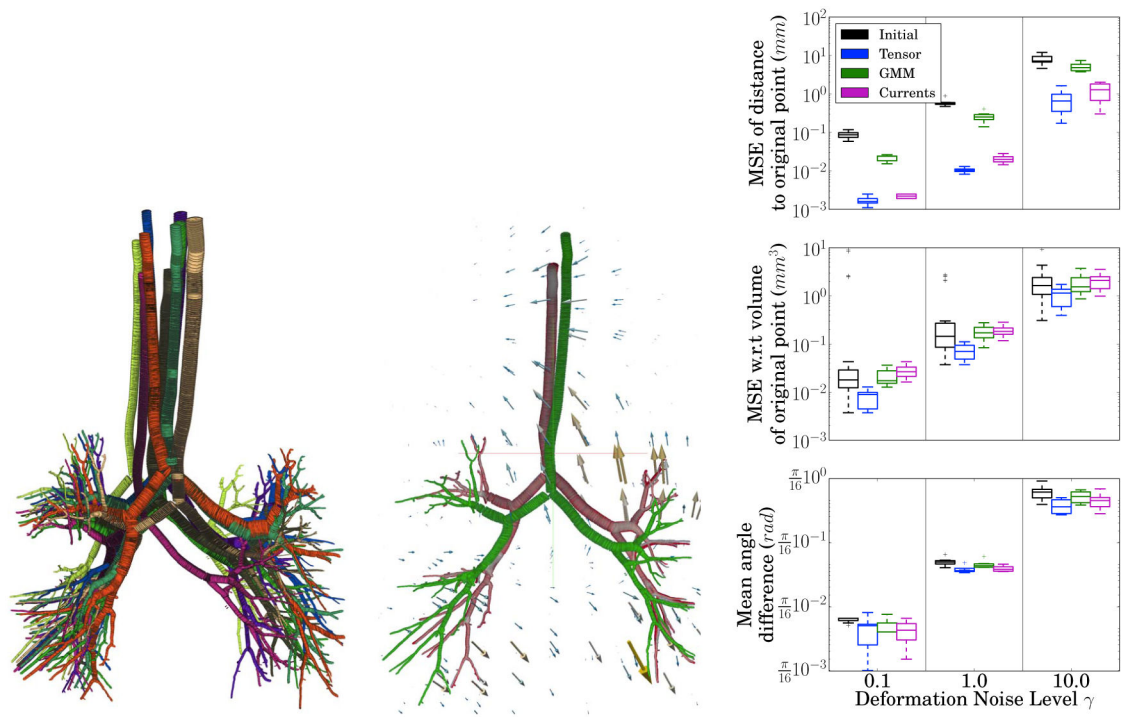 MSE of distance
to original point (mm)
10^2
10^1
10^0
10^-1
10^-2
10^-3
Initial
Tensor
GMM
Currents
MSE w.r.t volume
of original point (mm^3)
10^1
10^0
10^-1
10^-2
10^-3
Mean angle
difference (rad)
π/16 10^0
π/16 10^-1
π/16 10^-2
π/16 10^-3
0.1 1.0 10.0
Deformation Noise Level γ